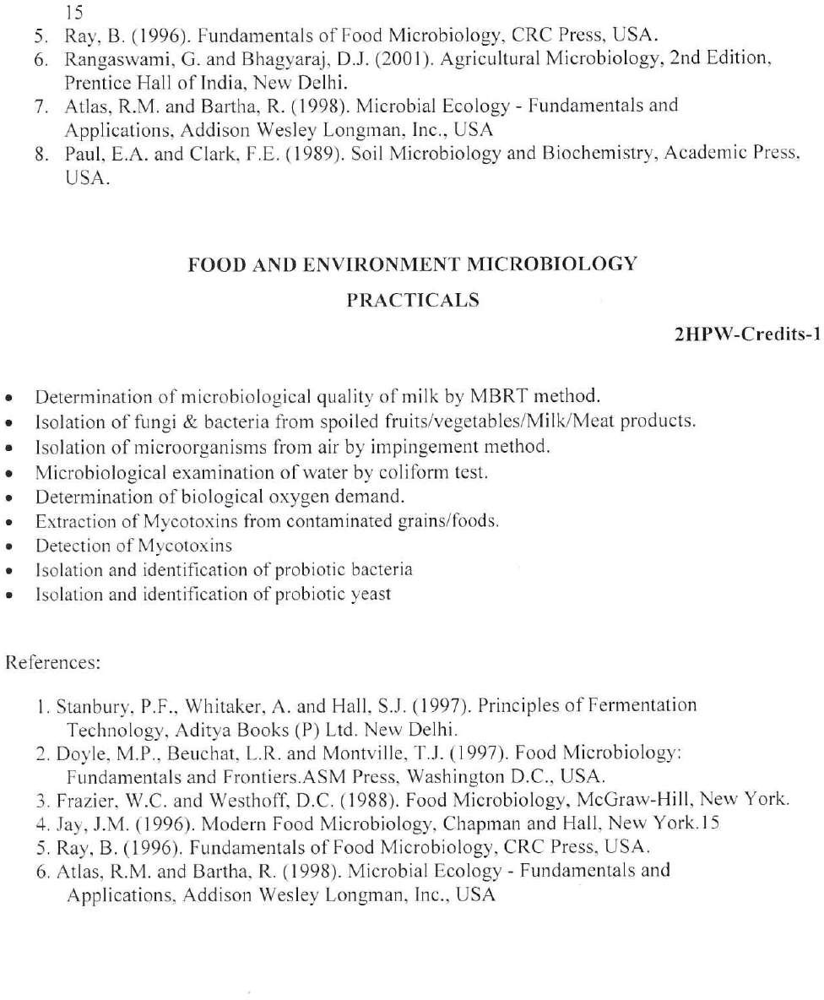 15
5. Ray, B. (1996). Fundamentals of Food Microbiology, CRC Press, USA.
6. Rangaswami, G. and Bhagyaraj, D.J. (2001). Agricultural Microbiology, 2nd Edition,
Prentice Hall of India, New Delhi.
7. Atlas, R.M. and Bartha, R. (1998). Microbial Ecology - Fundamentals and
Applications, Addison Wesley Longman, Inc., USA
8. Paul, E.A. and Clark, F.E. (1989). Soil Microbiology and Biochemistry, Academic Press,
USA.
FOOD AND ENVIRONMENT MICROBIOLOGY
PRACTICALS
2HPW-Credits-1
• Determination of microbiological quality of milk by MBRT method.
• Isolation of fungi & bacteria from spoiled fruits/vegetables/Milk/Meat products.
• Isolation of microorganisms from air by impingement method.
• Microbiological examination of water by coliform test.
• Determination of biological oxygen demand.
• Extraction of Mycotoxins from contaminated grains/foods.
• Detection of Mycotoxins
• Isolation and identification of probiotic bacteria
• Isolation and identification of probiotic yeast
References:
1. Stanbury, P.F., Whitaker, A. and Hall, S.J. (1997). Principles of Fermentation
Technology, Aditya Books (P) Ltd. New Delhi.
2. Doyle, M.P., Beuchat, L.R. and Montville, T.J. (1997). Food Microbiology:
Fundamentals and Frontiers.ASM Press, Washington D.C., USA.
3. Frazier, W.C. and Westhoff, D.C. (1988). Food Microbiology, McGraw-Hill, New York.
4. Jay, J.M. (1996). Modern Food Microbiology, Chapman and Hall, New York.15
5. Ray, B. (1996). Fundamentals of Food Microbiology, CRC Press, USA.
6. Atlas, R.M. and Bartha, R. (1998). Microbial Ecology - Fundamentals and
Applications, Addison Wesley Longman, Inc., USA